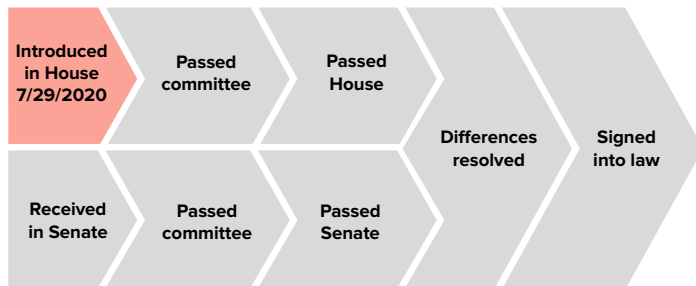 Introduced
in House
7/29/2020
Passed
committee
Passed
House
Differences
resolved
Signed
into law
Received
in Senate
Passed
committee
Passed
Senate